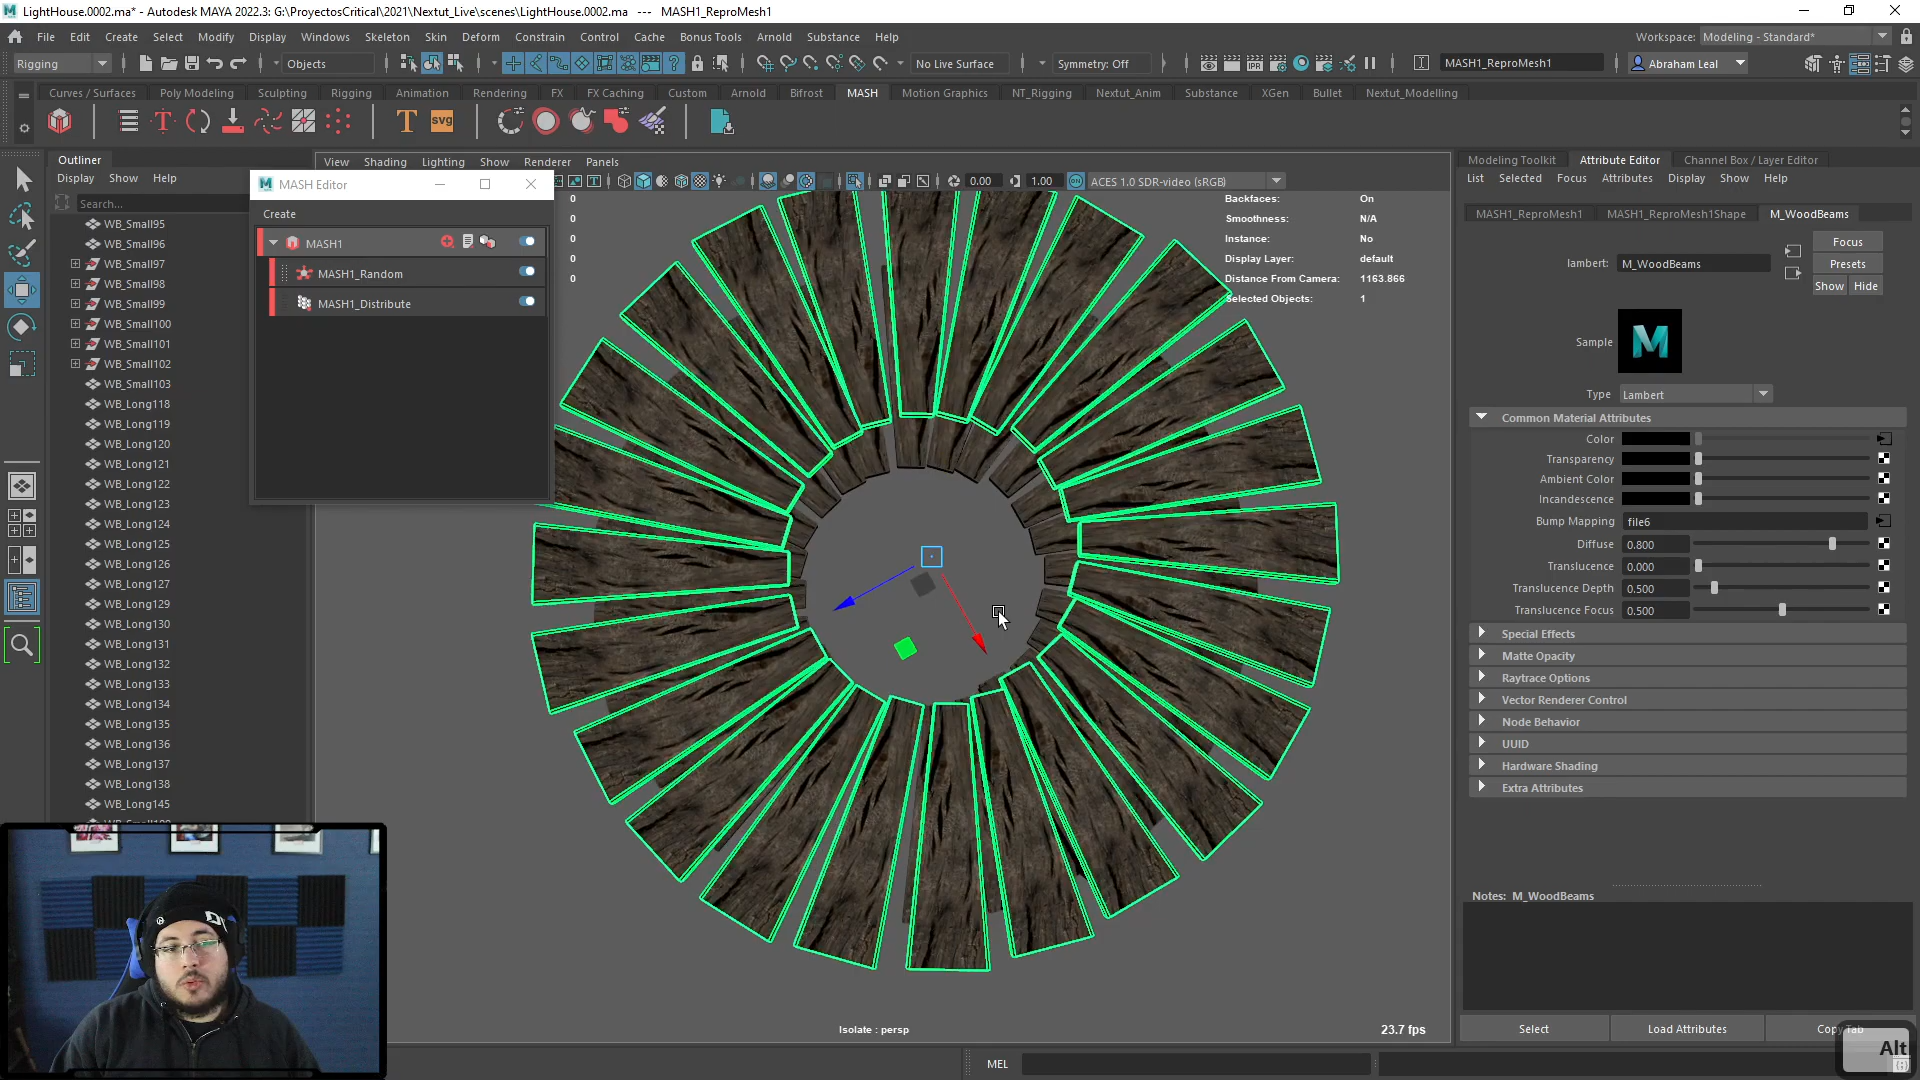 LightHouse.0002.ma* - Autodesk MAYA 2022.3: G:\ProyectosCritical\2021\Nextut_Live\scenes\LightHouse.0002.ma --- MASH1_ReproMesh1
File Edit Create Select Modify Display Windows Skeleton Skin Deform Constrain Control Cache Bonus Tools Arnold Substance Help
Workspace: Modeling - Standard*
Rigging Objects No Live Surface Symmetry: Off MASH1_ReproMesh1 Abraham Leal
Curves / Surfaces Poly Modeling Sculpting Rigging Animation Rendering FX FX Caching Custom Arnold Bifrost MASH Motion Graphics NT_Rigging Nextut_Anim Substance XGen Bullet Nextut_Modelling
T svg
Outliner
Display Show Help
Search...
WB_Small95
WB_Small96
WB_Small97
WB_Small98
WB_Small99
WB_Small100
WB_Small101
WB_Small102
WB_Small103
WB_Long118
WB_Long119
WB_Long120
WB_Long121
WB_Long122
WB_Long123
WB_Long124
WB_Long125
WB_Long126
WB_Long127
WB_Long129
WB_Long130
WB_Long131
WB_Long132
WB_Long133
WB_Long134
WB_Long135
WB_Long136
WB_Long137
WB_Long138
WB_Long145
MASH Editor
Create
MASH1
MASH1_Random
MASH1_Distribute
View Shading Lighting Show Renderer Panels
0.00 1.00 ACES 1.0 SDR-video (sRGB)
0
0
0
0
0
Backfaces: On
Smoothness: N/A
Instance: No
Display Layer: default
Distance From Camera: 1163.866
Selected Objects: 1
Isolate : persp
23.7 fps
MEL
Modeling Toolkit Attribute Editor Channel Box / Layer Editor
List Selected Focus Attributes Display Show Help
MASH1_ReproMesh1 MASH1_ReproMesh1Shape M_WoodBeams
lambert: M_WoodBeams
Focus
Presets
Show Hide
Sample
Type Lambert
Common Material Attributes
Color
Transparency
Ambient Color
Incandescence
Bump Mapping file6
Diffuse 0.800
Translucence 0.000
Translucence Depth 0.500
Translucence Focus 0.500
Special Effects
Matte Opacity
Raytrace Options
Vector Renderer Control
Node Behavior
UUID
Hardware Shading
Extra Attributes
Notes: M_WoodBeams
Select Load Attributes Copy Tab
Alt